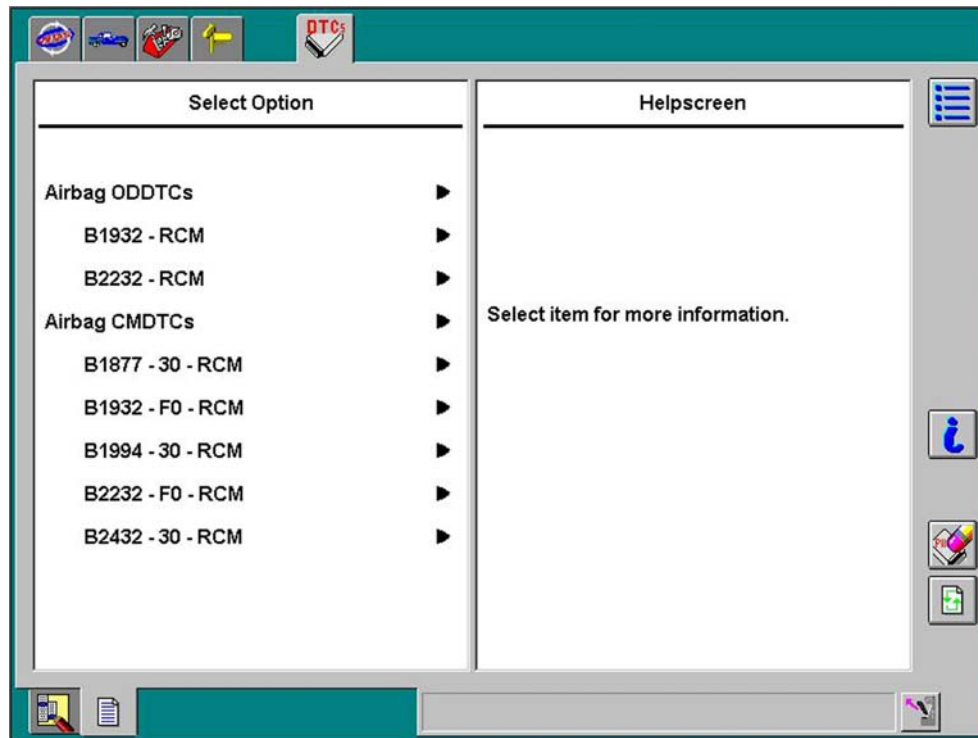 DTCs
Select Option
Helpscreen
Airbag ODDTCs
B1932 - RCM
B2232 - RCM
Airbag CMDTCs
B1877 - 30 - RCM
B1932 - F0 - RCM
B1994 - 30 - RCM
B2232 - F0 - RCM
B2432 - 30 - RCM
Select item for more information.